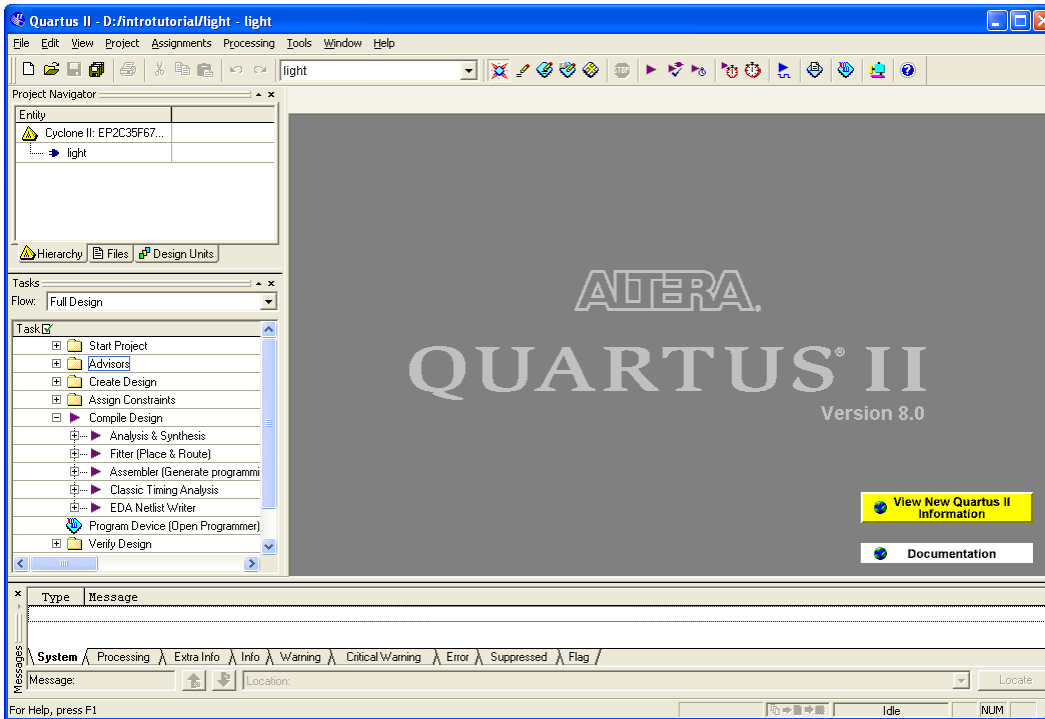 Quartus II - D:/introtutorial/light - light
File Edit View Project Assignments Processing Tools Window Help
light
Project Navigator
Entity
Cyclone II: EP2C35F67...
light
Hierarchy Files Design Units
Tasks
Flow: Full Design
Task
Start Project
Advisors
Create Design
Assign Constraints
Compile Design
Analysis & Synthesis
Fitter (Place & Route)
Assembler (Generate programmi
Classic Timing Analysis
EDA Netlist Writer
Program Device (Open Programmer)
Verify Design
ALTERA®
QUARTUS® II
Version 8.0
View New Quartus II
Information
Documentation
Type Message
Messages
System Processing Extra Info Info Warning Critical Warning Error Suppressed Flag
Message: Location: Locate
For Help, press F1 Idle NUM